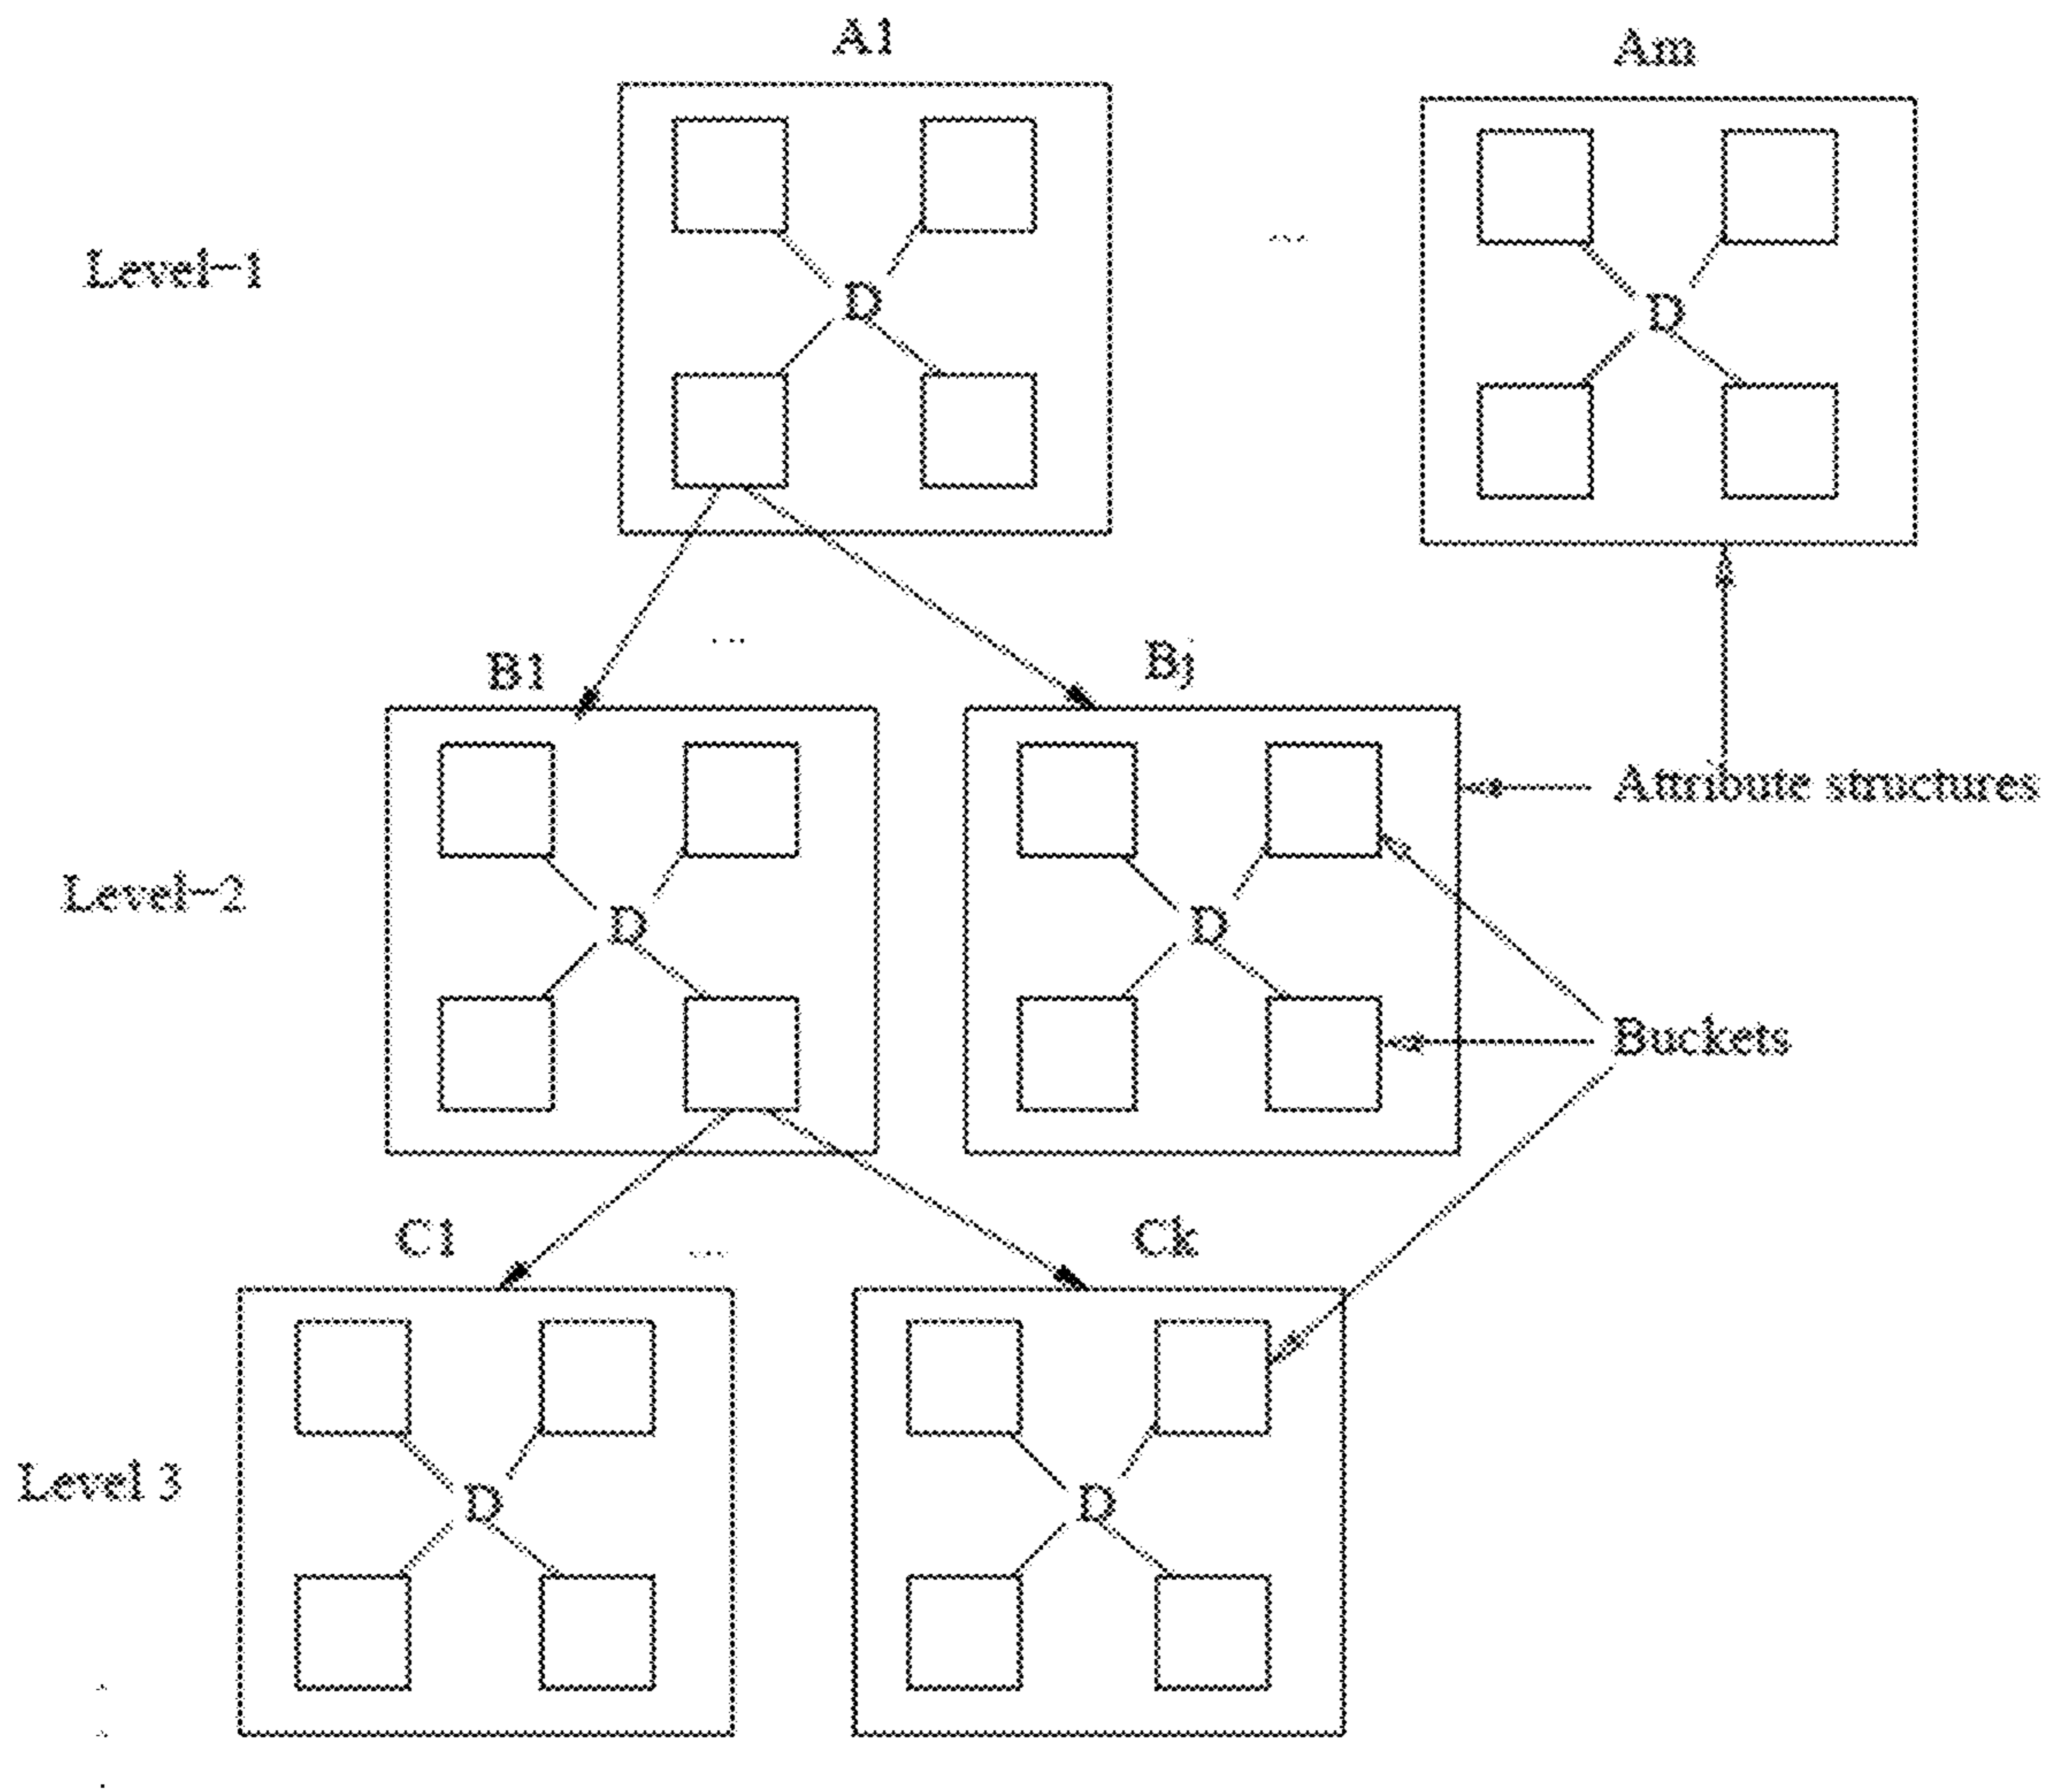 A1
Am
Level-1
...
D
D
...
B1
Bj
Attribute structures
Level-2
D
D
Buckets
C1
...
Ck
Level 3
D
D
.
.
.